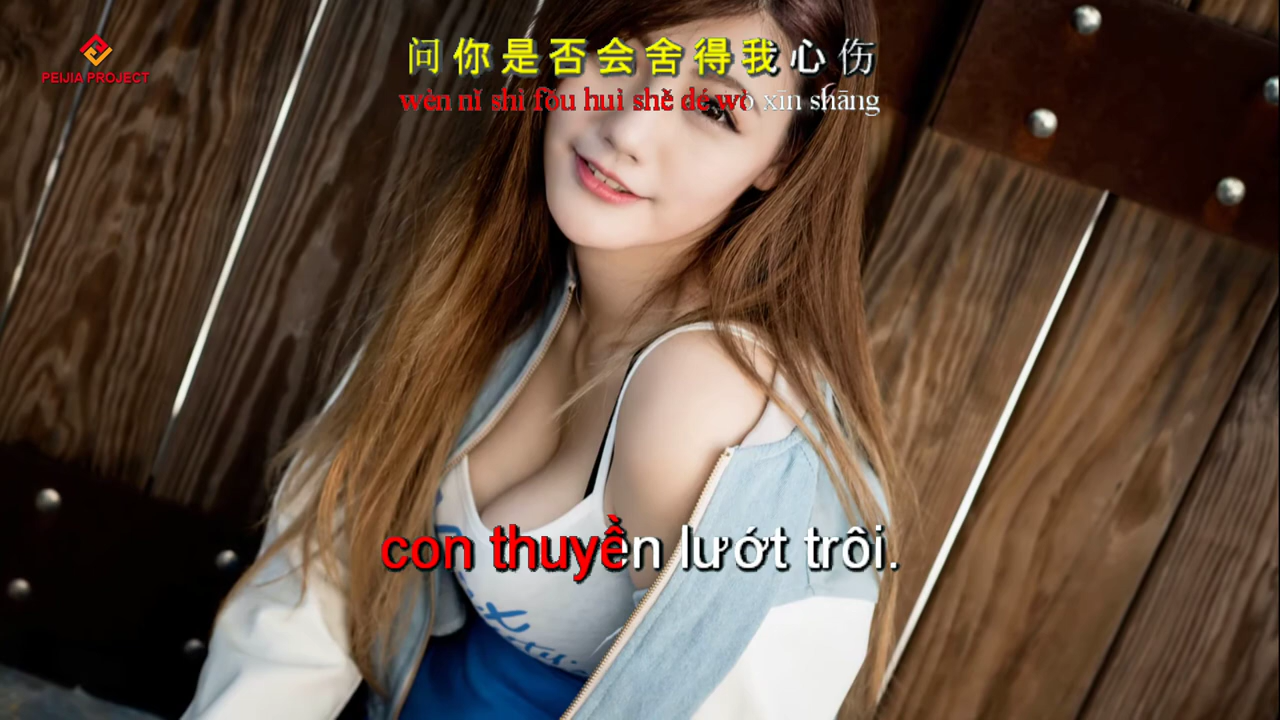 PEIJIA PROJECT
问你是否会舍得我心伤
wèn nǐ shì fǒu huì shě dé wǒ xīn shāng
con thuyền lướt trôi.